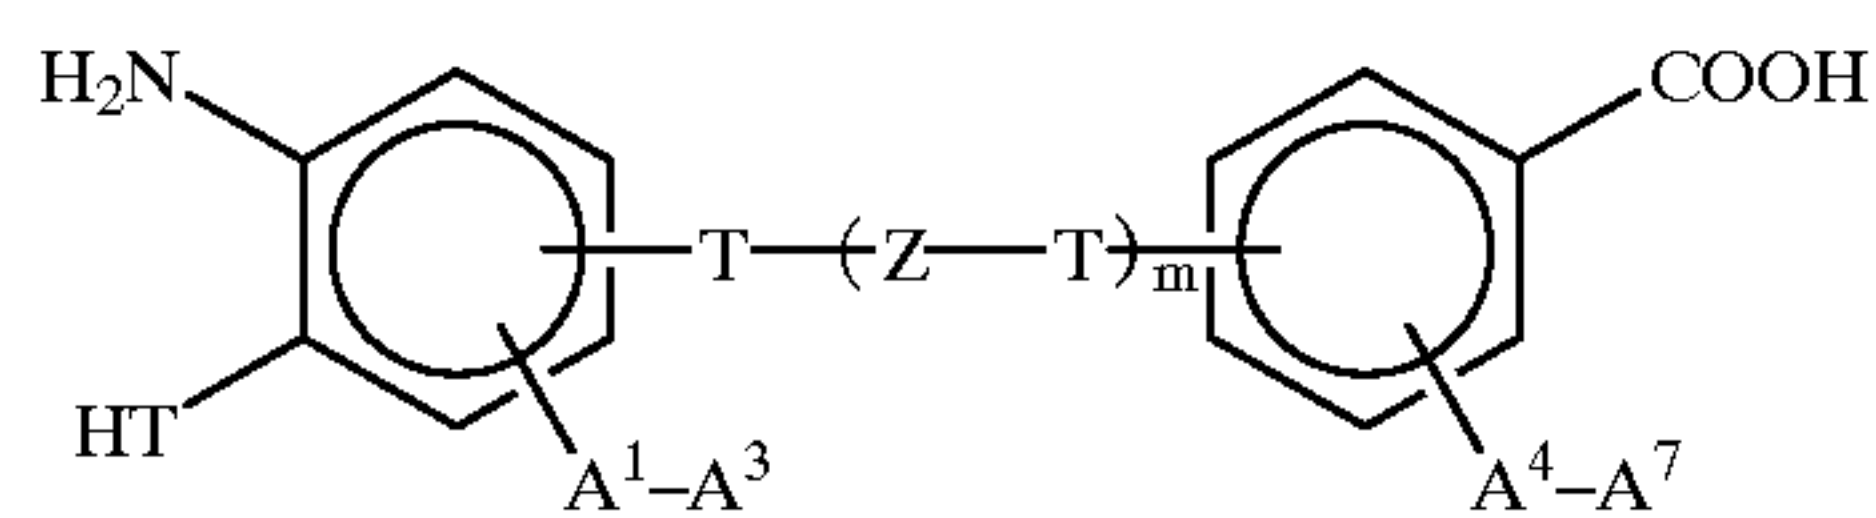 H₂N COOH
T (Z T)ₘ
HT
A¹–A³ A⁴–A⁷